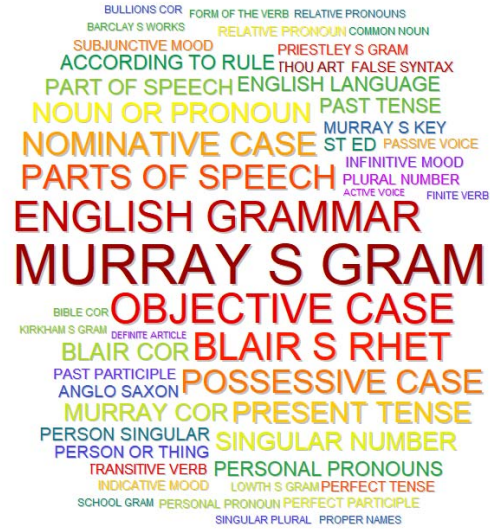 BULLIONS COR FORM OF THE VERB RELATIVE PRONOUNS
BARCLAY S WORKS RELATIVE PRONOUN COMMON NOUN
SUBJUNCTIVE MOOD PRIESTLEY S GRAM
ACCORDING TO RULE THOU ART FALSE SYNTAX
PART OF SPEECH ENGLISH LANGUAGE
NOUN OR PRONOUN PAST TENSE
MURRAY S KEY
NOMINATIVE CASE ST ED PASSIVE VOICE
INFINITIVE MOOD
PARTS OF SPEECH PLURAL NUMBER
ACTIVE VOICE FINITE VERB
ENGLISH GRAMMAR
MURRAY S GRAM
BIBLE COR OBJECTIVE CASE
KIRKHAM S GRAM DEFINITE ARTICLE
BLAIR COR BLAIR S RHET
PAST PARTICIPLE
ANGLO SAXON POSSESSIVE CASE
MURRAY COR PRESENT TENSE
PERSON SINGULAR SINGULAR NUMBER
PERSON OR THING
TRANSITIVE VERB PERSONAL PRONOUNS
INDICATIVE MOOD LOWTH S GRAM PERFECT TENSE
SCHOOL GRAM PERSONAL PRONOUN PERFECT PARTICIPLE
SINGULAR PLURAL PROPER NAMES